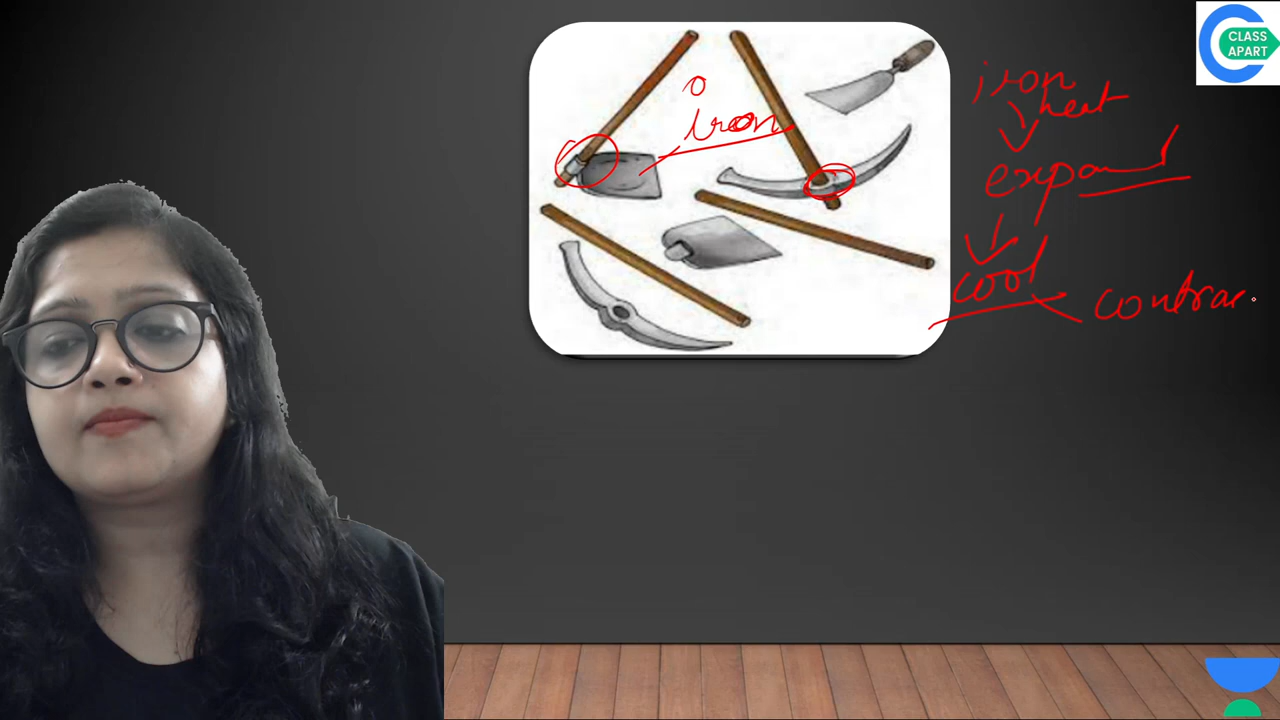 CLASS
APART
iron
heat
iron
expand
cool contrac